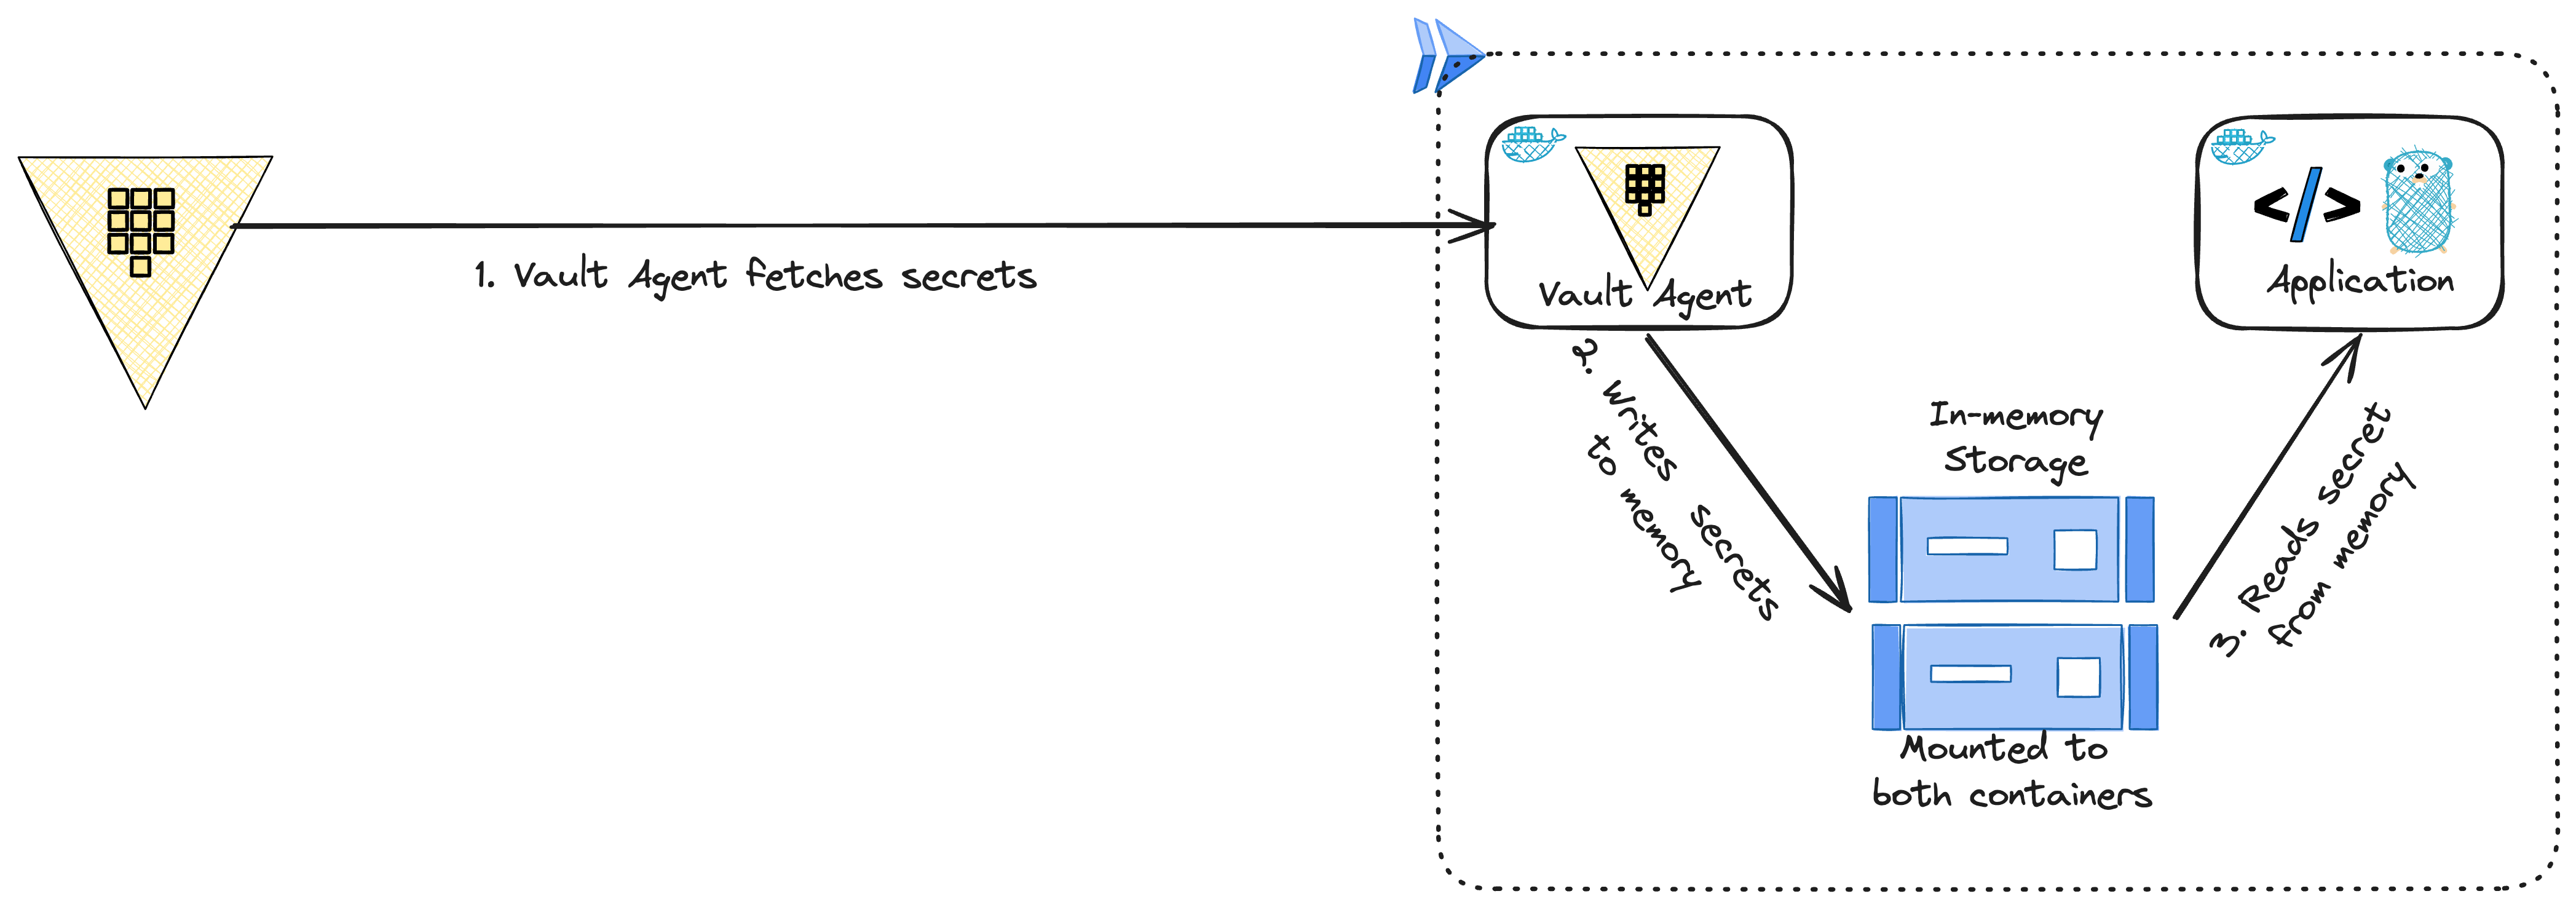 1. Vault Agent fetches secrets
Vault Agent
Application
2. Writes secrets
to memory
In-memory
Storage
Mounted to
both containers
3. Reads secret
from memory